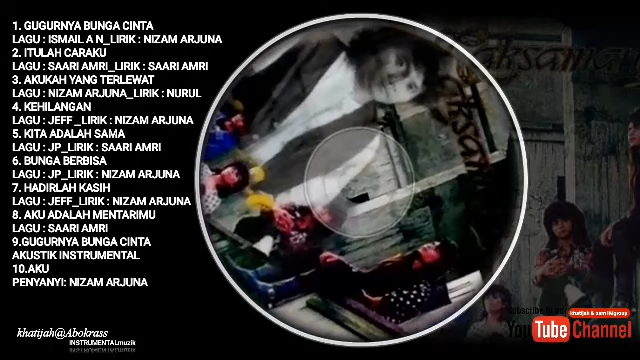 1. GUGURNYA BUNGA CINTA
LAGU : ISMAIL A N_LIRIK : NIZAM ARJUNA
2. ITULAH CARAKU
LAGU : SAARI AMRI_LIRIK : SAARI AMRI
3. AKUKAH YANG TERLEWAT
LAGU : NIZAM ARJUNA_LIRIK : NURUL
4. KEHILANGAN
LAGU : JEFF_LIRIK : NIZAM ARJUNA
5. KITA ADALAH SAMA
LAGU : JP_LIRIK : SAARI AMRI
6. BUNGA BERBISA
LAGU : JP_LIRIK : NIZAM ARJUNA
7. HADIRLAH KASIH
LAGU : JEFF_LIRIK : NIZAM ARJUNA
8. AKU ADALAH MENTARIMU
LAGU : SAARI AMRI
9.GUGURNYA BUNGA CINTA
AKUSTIK INSTRUMENTAL
10.AKU
PENYANYI: NIZAM ARJUNA
khatijah@Abokrass
INSTRUMENTALmuzik
YouTube Channel